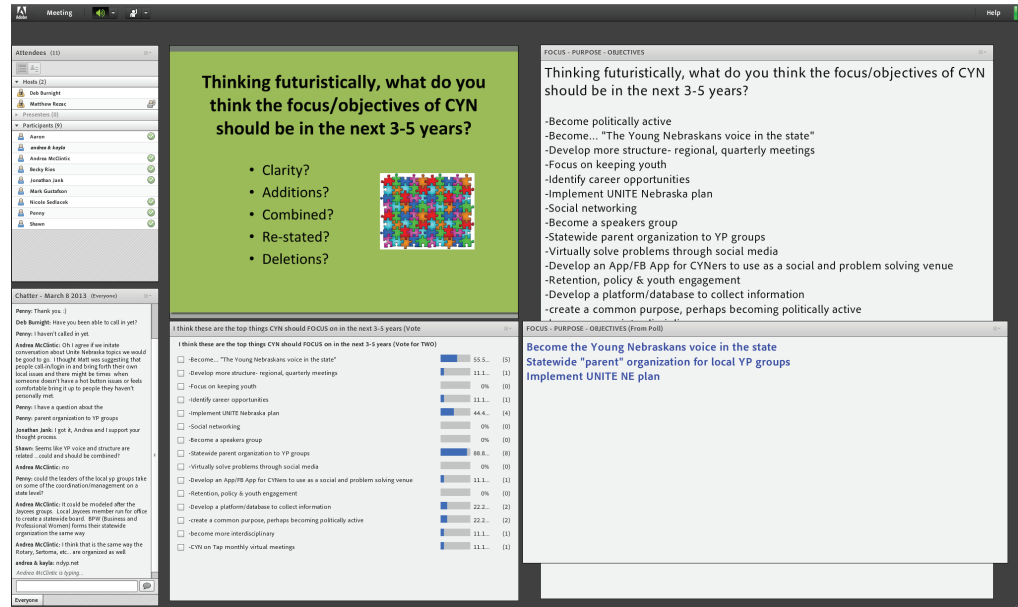 Adobe
Meeting
Help
Attendees (11)
Hosts (2)
Deb Burnight
Matthew Rezac
Presenters (0)
Participants (9)
Aaron
andrea & kayla
Andrea McClintic
Becky Ries
Jonathan Jank
Mark Gustafson
Nicole Sedlacek
Penny
Shawn
Chatter - March 8 2013 (Everyone)
Penny: Thank you :)
Deb Burnight: Have you been able to call in yet?
Penny: I haven't called in yet.
Andrea McClintic: Oh I agree if we initate
conversation about Unite Nebraska topics we would
be good to go. I thought Matt was suggesting that
people call-in/login in and bring forth their own
local issues and there might be times when
someone doesn't have a hot button issues or feels
comfortable bring it up to people they haven't
personally met.
Penny: I have a question about the
Penny: parent organization to YP groups
Jonathan Jank: I got it, Andrea and I support your
thought process.
Shawn: Seems like YP voice and structure are
related .. could and should be combined?
Andrea McClintic: no
Penny: could the leaders of the local yp groups take
on some of the coordination/management on a
state level?
Andrea McClintic: It could be modeled after the
Jaycees groups. Local Jaycees member run for office
to create a statewide board. BPW (Business and
Professional Women) forms their statewide
organization the same way
Andrea McClintic: I think that is the same way the
Rotary, Sertoma, etc.. are organized as well
andrea & kayla: ndyp.net
Andrea McClintic is typing...
Everyone
Thinking futuristically, what do you
think the focus/objectives of CYN
should be in the next 3-5 years?
• Clarity?
• Additions?
• Combined?
• Re-stated?
• Deletions?
I think these are the top things CYN should FOCUS on in the next 3-5 years (Vote
I think these are the top things CYN should FOCUS on in the next 3-5 years (Vote for TWO)
-Become... "The Young Nebraskans voice in the state" 55.5... (5)
-Develop more structure- regional, quarterly meetings 11.1... (1)
-Focus on keeping youth 0% (0)
-Identify career opportunities 11.1... (1)
-Implement UNITE Nebraska plan 44.4... (4)
-Social networking 0% (0)
-Become a speakers group 0% (0)
-Statewide parent organization to YP groups 88.8... (8)
-Virtually solve problems through social media 0% (0)
-Develop an App/FB App for CYNers to use as a social and problem solving venue 11.1... (1)
-Retention, policy & youth engagement 0% (0)
-Develop a platform/database to collect information 22.2... (2)
-create a common purpose, perhaps becoming politically active 22.2... (2)
-become more interdisciplinary 11.1... (1)
-CYN on Tap monthly virtual meetings 11.1... (1)
FOCUS - PURPOSE - OBJECTIVES
Thinking futuristically, what do you think the focus/objectives of CYN
should be in the next 3-5 years?
-Become politically active
-Become... "The Young Nebraskans voice in the state"
-Develop more structure- regional, quarterly meetings
-Focus on keeping youth
-Identify career opportunities
-Implement UNITE Nebraska plan
-Social networking
-Become a speakers group
-Statewide parent organization to YP groups
-Virtually solve problems through social media
-Develop an App/FB App for CYNers to use as a social and problem solving venue
-Retention, policy & youth engagement
-Develop a platform/database to collect information
-create a common purpose, perhaps becoming politically active
FOCUS - PURPOSE - OBJECTIVES (From Poll)
Become the Young Nebraskans voice in the state
Statewide "parent" organization for local YP groups
Implement UNITE NE plan